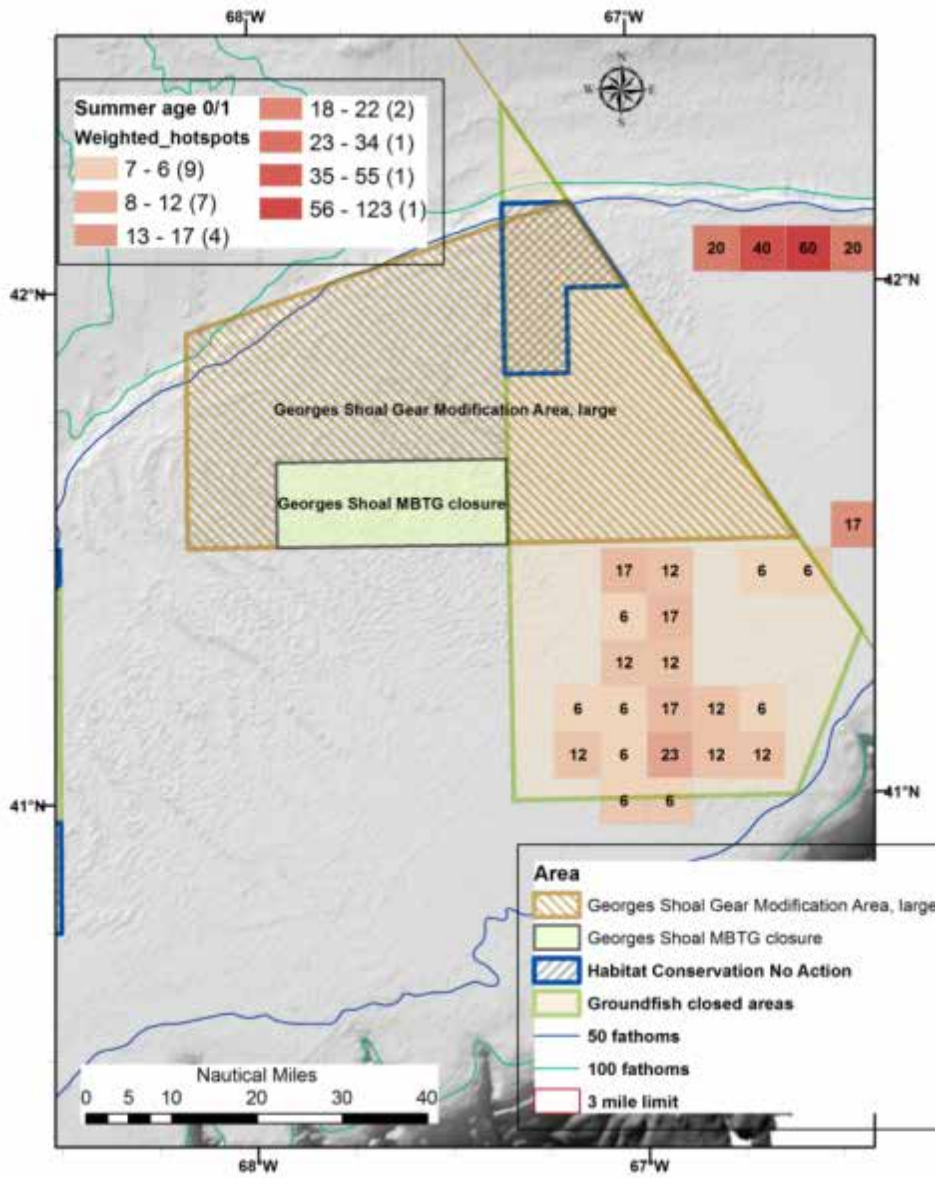 68°W 67°W
N
W E
S
Summer age 0/1
Weighted_hotspots
7 - 6 (9)
8 - 12 (7)
13 - 17 (4)
18 - 22 (2)
23 - 34 (1)
35 - 55 (1)
56 - 123 (1)
20 40 60 20
42°N 42°N
Georges Shoal Gear Modification Area, large
Georges Shoal MBTG closure
17
17 12 6 6
6 17
12 12
6 6 17 12 6
12 6 23 12 12
41°N 41°N
6 6
Area
Georges Shoal Gear Modification Area, large
Georges Shoal MBTG closure
Habitat Conservation No Action
Groundfish closed areas
50 fathoms
100 fathoms
3 mile limit
Nautical Miles
0 5 10 20 30 40
68°W 67°W